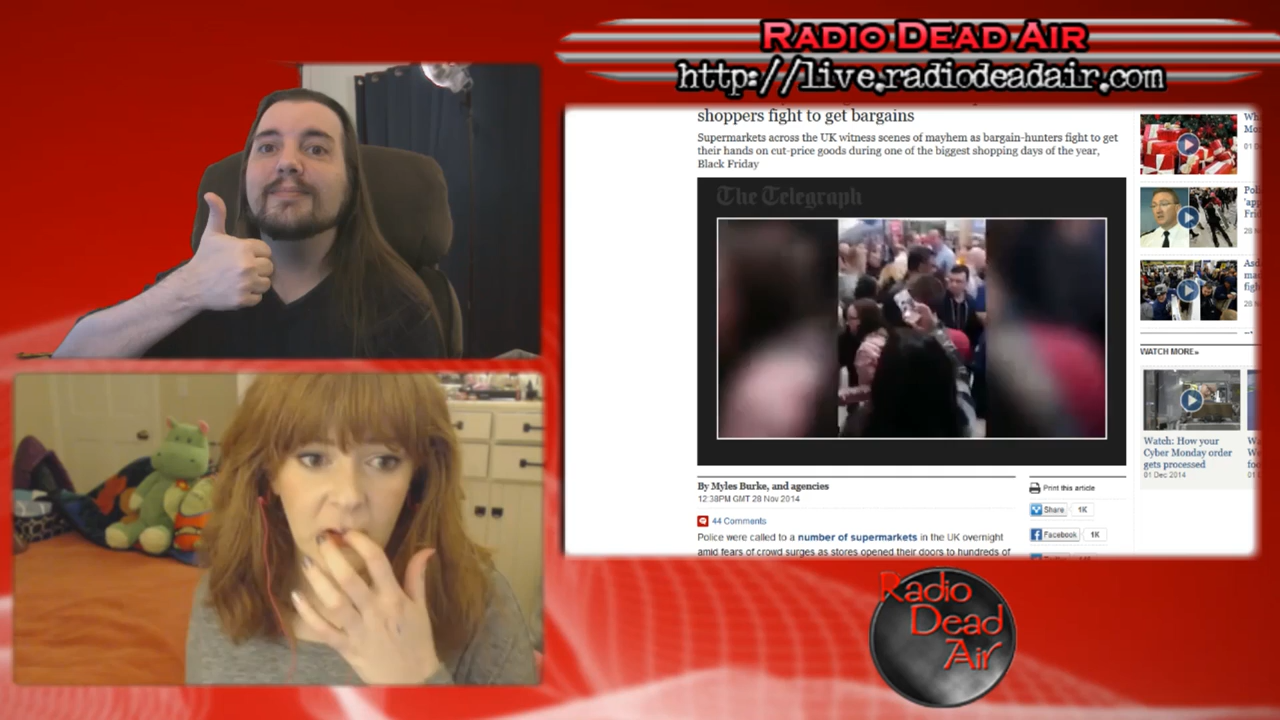 RADIO DEAD AIR
http://live.radiodeadair.com
shoppers fight to get bargains
Supermarkets across the UK witness scenes of mayhem as bargain-hunters fight to get
their hands on cut-price goods during one of the biggest shopping days of the year,
Black Friday
The Telegraph
By Myles Burke, and agencies
12:38PM GMT 28 Nov 2014
44 Comments
Police were called to a number of supermarkets in the UK overnight
amid fears of crowd surges as stores opened their doors to hundreds of
Print this article
Share 1K
Facebook 1K
WATCH MORE»
Watch: How your
Cyber Monday order
gets processed
01 Dec 2014
Radio
Dead
Air